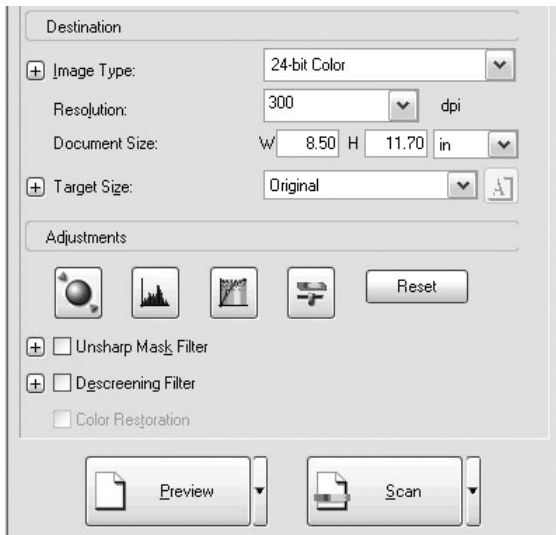 Destination
Image Type: 24-bit Color
Resolution: 300 dpi
Document Size: W 8.50 H 11.70 in
Target Size: Original
Adjustments
Reset
Unsharp Mask Filter
Descreening Filter
Color Restoration
Preview Scan